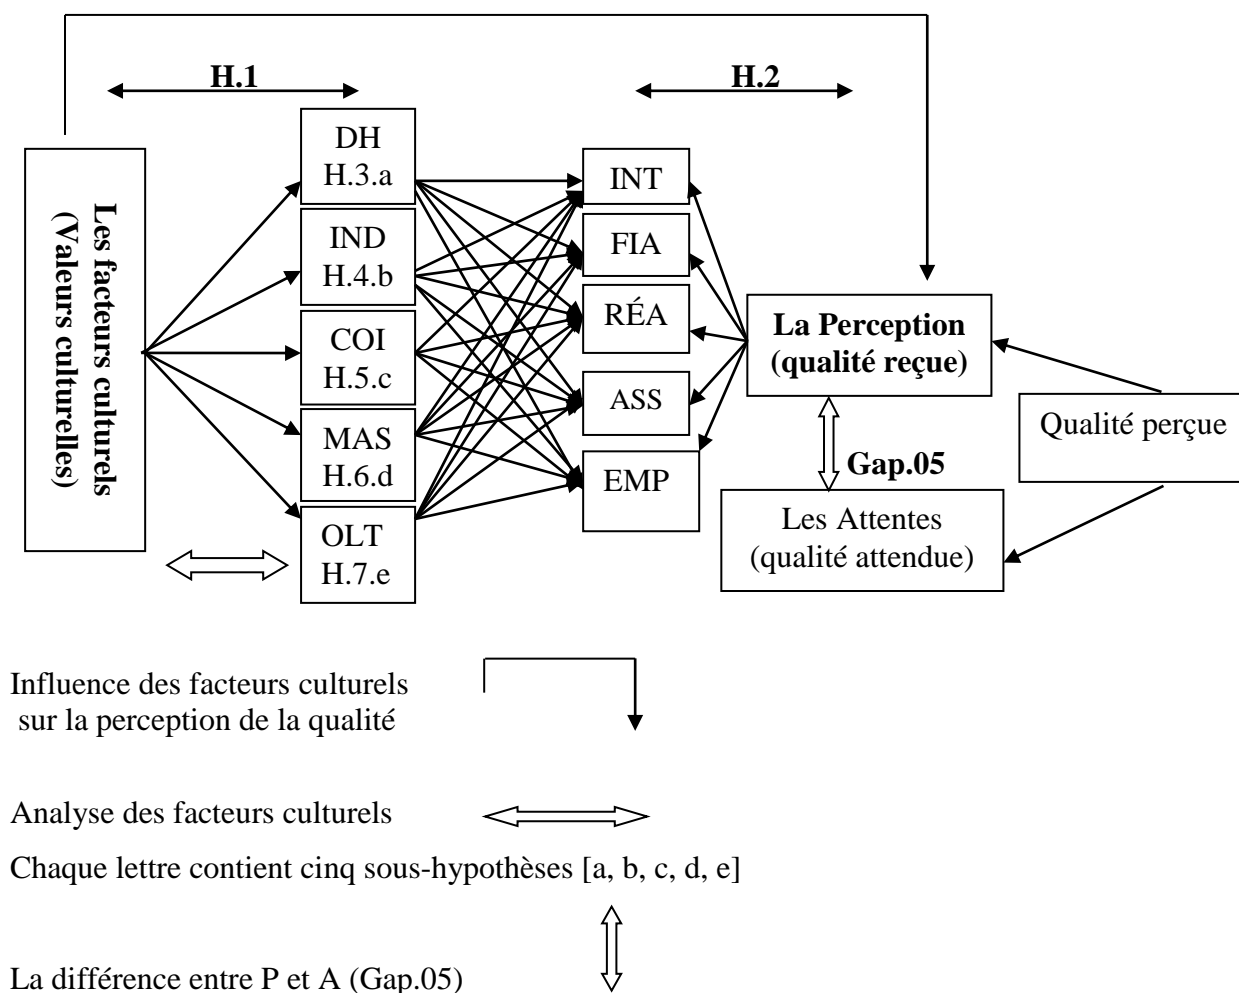 H.1
H.2
Les facteurs culturels
(Valeurs culturelles)
DH
H.3.a
IND
H.4.b
COI
H.5.c
MAS
H.6.d
OLT
H.7.e
INT
FIA
RÉA
ASS
EMP
La Perception
(qualité reçue)
Gap.05
Les Attentes
(qualité attendue)
Qualité perçue
Influence des facteurs culturels
sur la perception de la qualité
Analyse des facteurs culturels
Chaque lettre contient cinq sous-hypothèses [a, b, c, d, e]
La différence entre P et A (Gap.05)